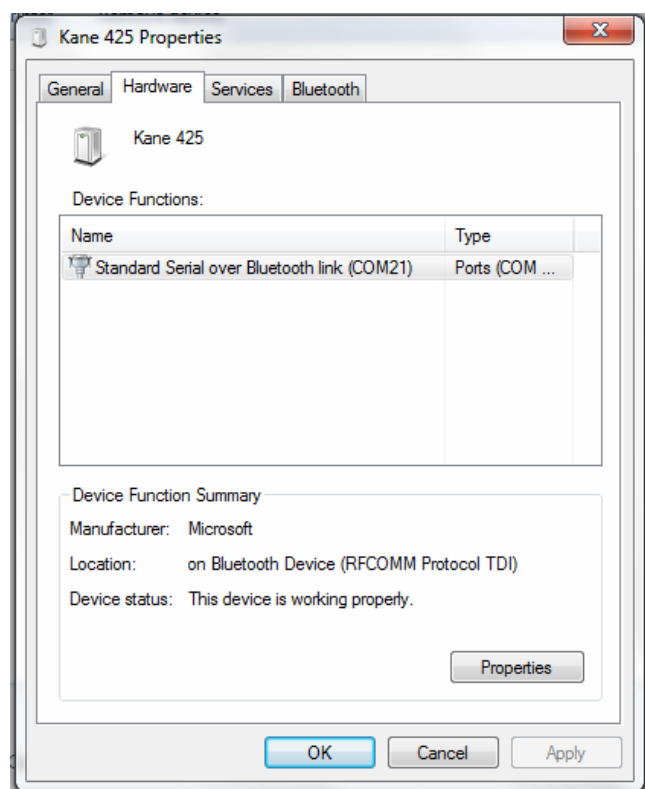 Kane 425 Properties
General Hardware Services Bluetooth
Kane 425
Device Functions:
Name Type
Standard Serial over Bluetooth link (COM21) Ports (COM ...
Device Function Summary
Manufacturer: Microsoft
Location: on Bluetooth Device (RFCOMM Protocol TDI)
Device status: This device is working properly.
Properties
OK Cancel Apply